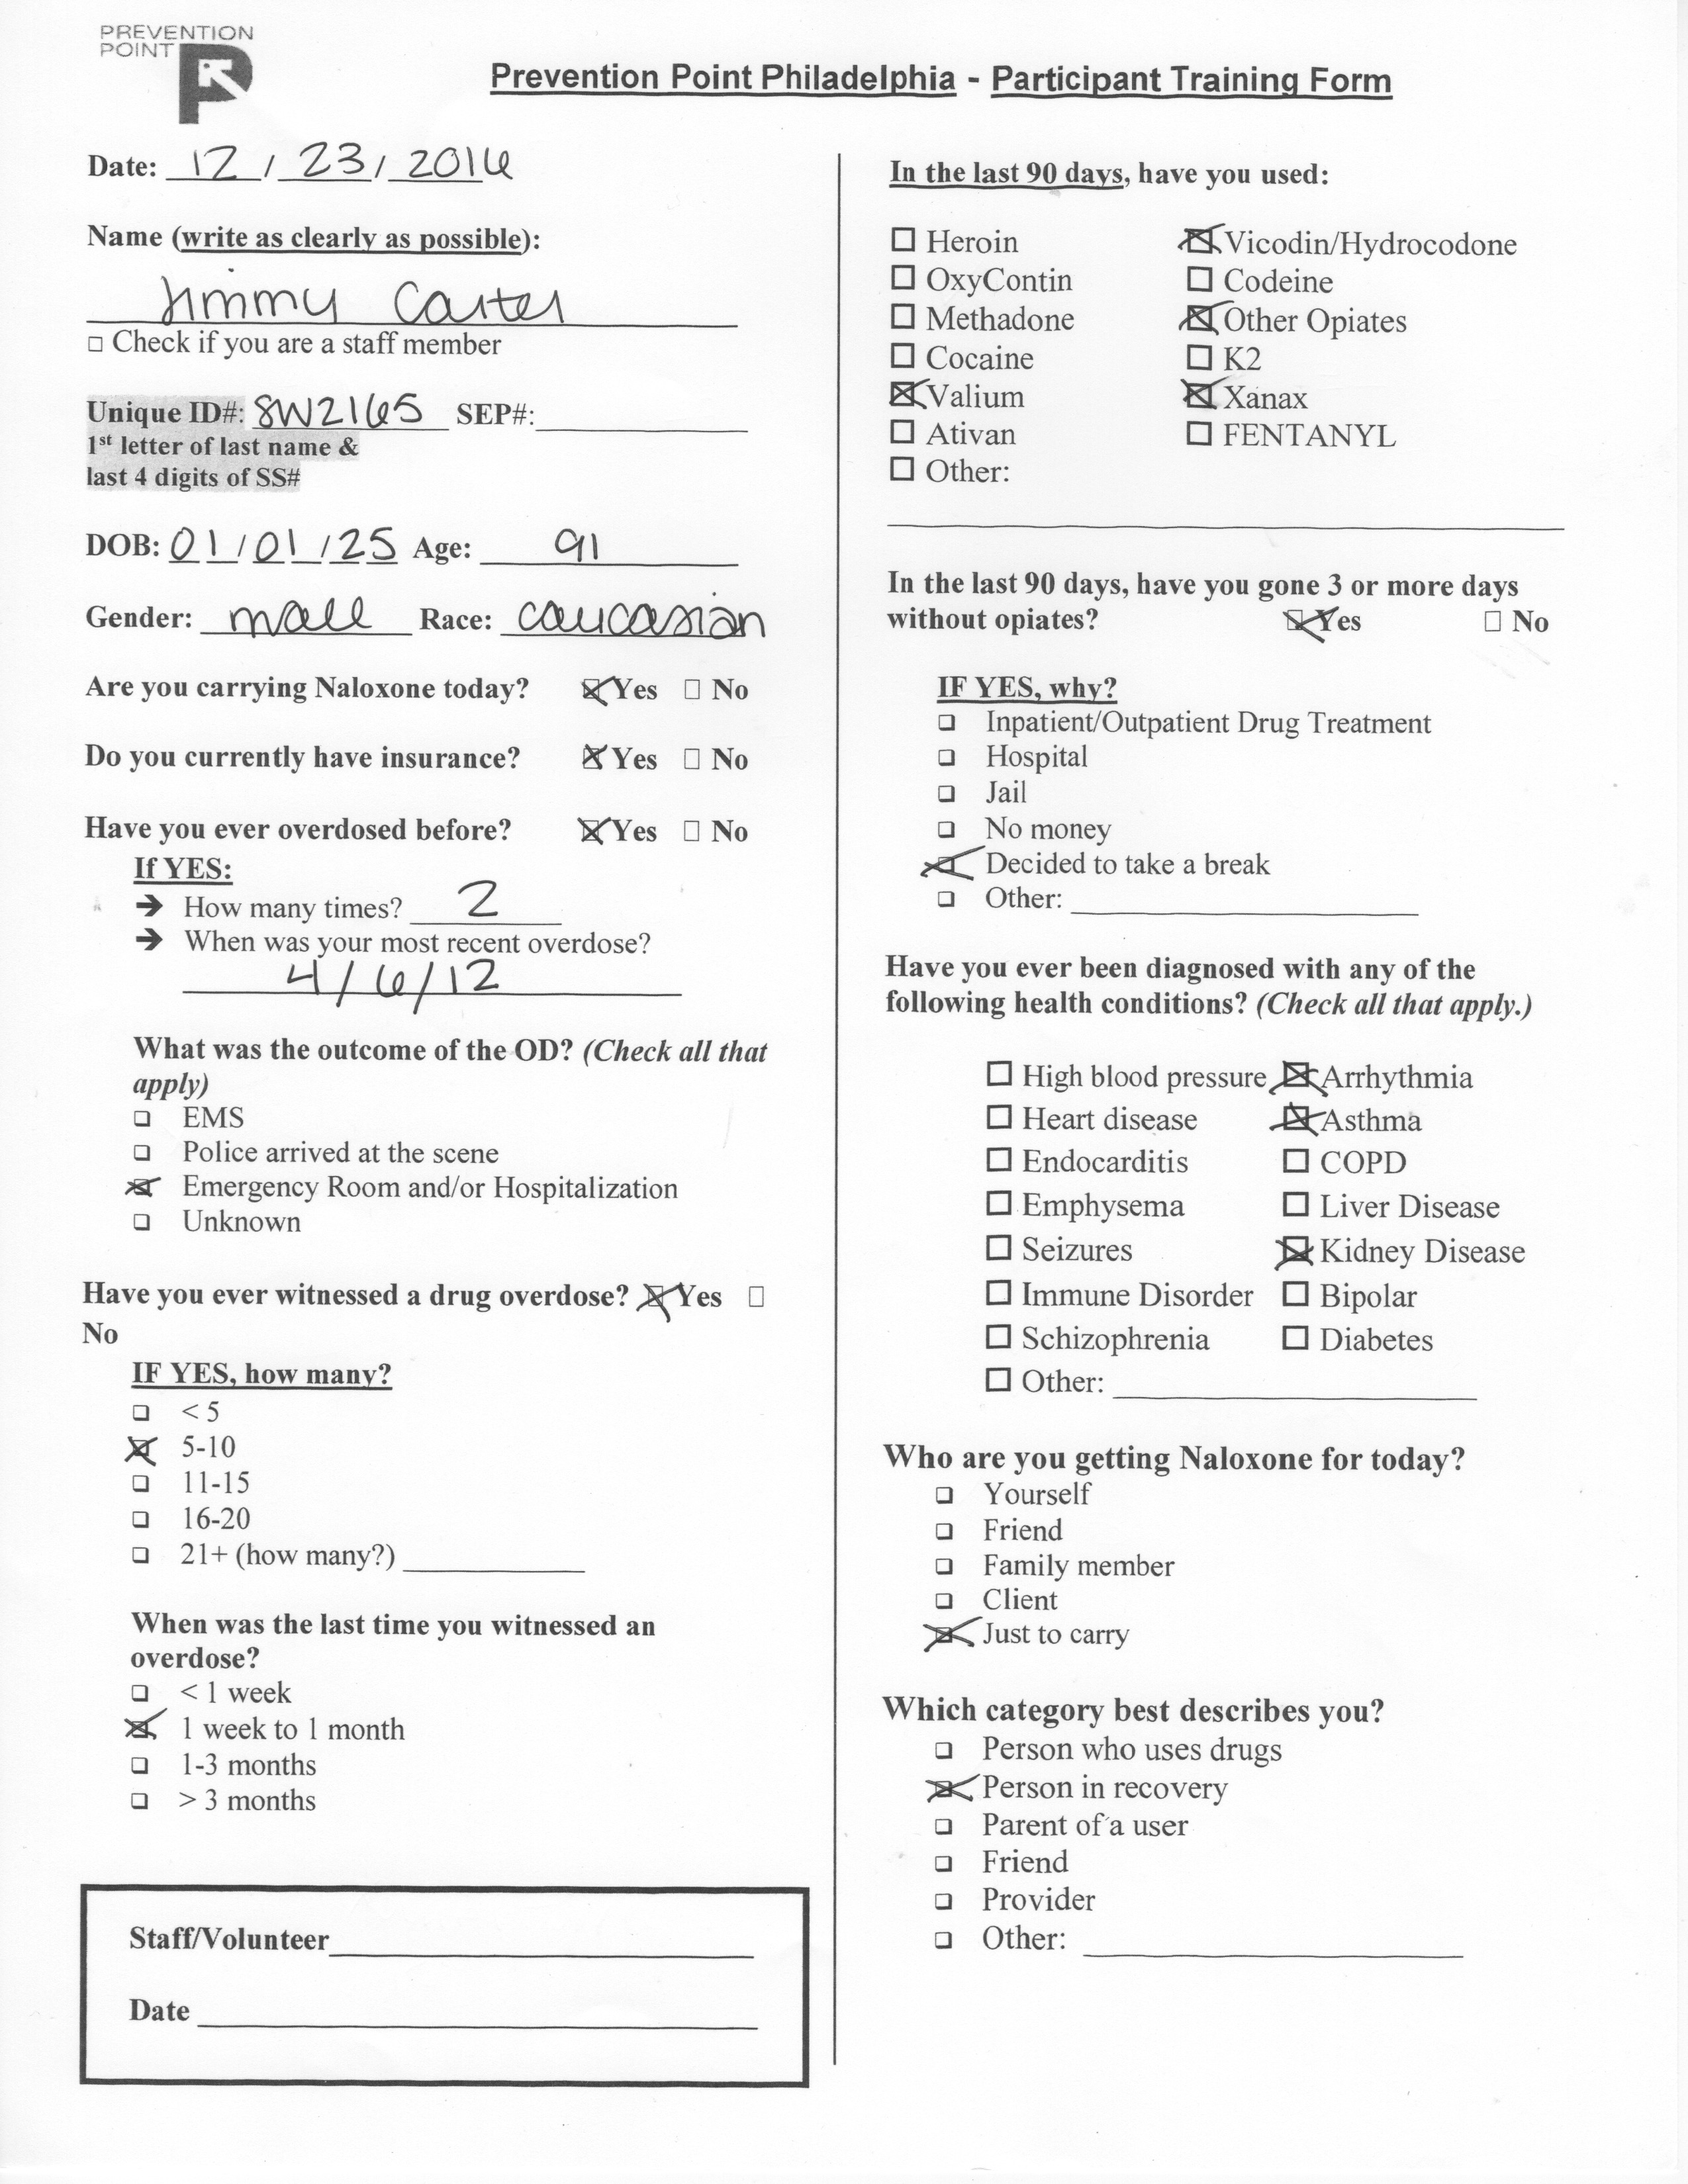 PREVENTION
POINT
Prevention Point Philadelphia - Participant Training Form
Date: 12 / 23 / 2016
Name (write as clearly as possible):
Jimmy Carter
☐ Check if you are a staff member
Unique ID#: SW2165 SEP#:
1st letter of last name &
last 4 digits of SS#
DOB: 01/01/25 Age: 91
Gender: male Race: caucasian
Are you carrying Naloxone today? ☒ Yes ☐ No
Do you currently have insurance? ☒ Yes ☐ No
Have you ever overdosed before? ☒ Yes ☐ No
If YES:
➔ How many times? 2
➔ When was your most recent overdose?
4/6/12
What was the outcome of the OD? (Check all that
apply)
☐ EMS
☐ Police arrived at the scene
☒ Emergency Room and/or Hospitalization
☐ Unknown
Have you ever witnessed a drug overdose? ☒ Yes ☐
No
IF YES, how many?
☐ < 5
☒ 5-10
☐ 11-15
☐ 16-20
☐ 21+ (how many?)
When was the last time you witnessed an
overdose?
☐ < 1 week
☒ 1 week to 1 month
☐ 1-3 months
☐ > 3 months
Staff/Volunteer
Date
In the last 90 days, have you used:
☐ Heroin ☒ Vicodin/Hydrocodone
☐ OxyContin ☐ Codeine
☐ Methadone ☒ Other Opiates
☐ Cocaine ☐ K2
☒ Valium ☒ Xanax
☐ Ativan ☐ FENTANYL
☐ Other:
In the last 90 days, have you gone 3 or more days
without opiates? ☒ Yes ☐ No
IF YES, why?
☐ Inpatient/Outpatient Drug Treatment
☐ Hospital
☐ Jail
☐ No money
☒ Decided to take a break
☐ Other:
Have you ever been diagnosed with any of the
following health conditions? (Check all that apply.)
☐ High blood pressure ☒ Arrhythmia
☐ Heart disease ☒ Asthma
☐ Endocarditis ☐ COPD
☐ Emphysema ☐ Liver Disease
☐ Seizures ☒ Kidney Disease
☐ Immune Disorder ☐ Bipolar
☐ Schizophrenia ☐ Diabetes
☐ Other:
Who are you getting Naloxone for today?
☐ Yourself
☐ Friend
☐ Family member
☐ Client
☒ Just to carry
Which category best describes you?
☐ Person who uses drugs
☒ Person in recovery
☐ Parent of a user
☐ Friend
☐ Provider
☐ Other: